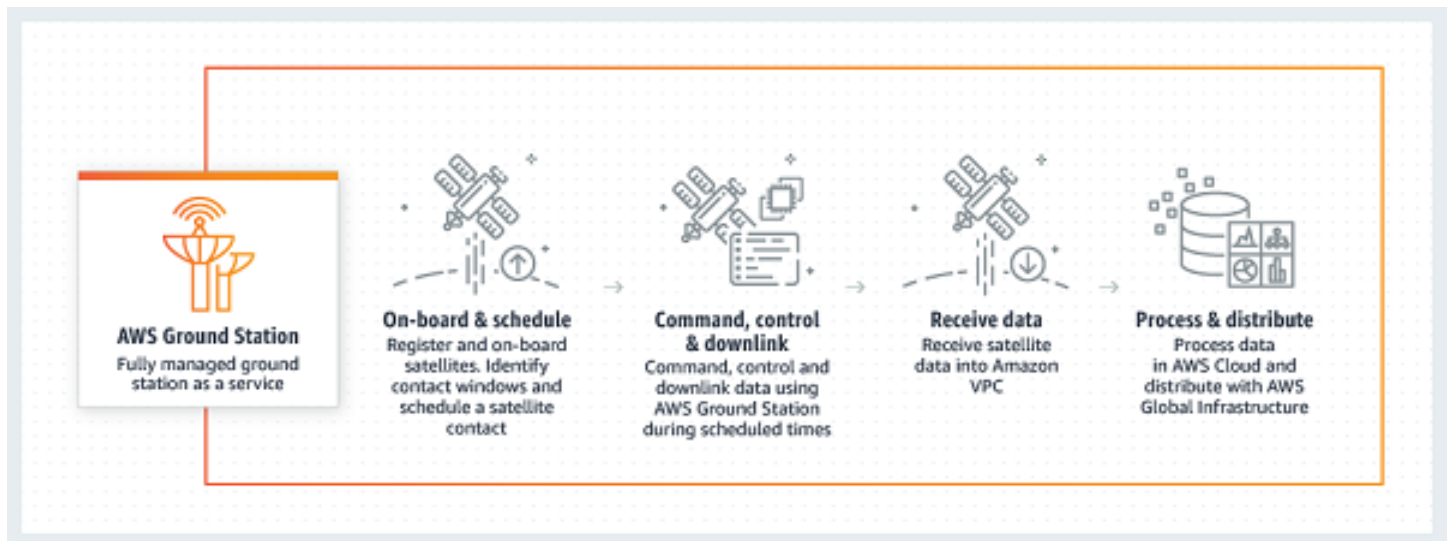 AWS Ground Station
Fully managed ground
station as a service
On-board & schedule
Register and on-board
satellites. Identify
contact windows and
schedule a satellite
contact
Command, control
& downlink
Command, control and
downlink data using
AWS Ground Station
during scheduled times
Receive data
Receive satellite
data into Amazon
VPC
Process & distribute
Process data
in AWS Cloud and
distribute with AWS
Global Infrastructure